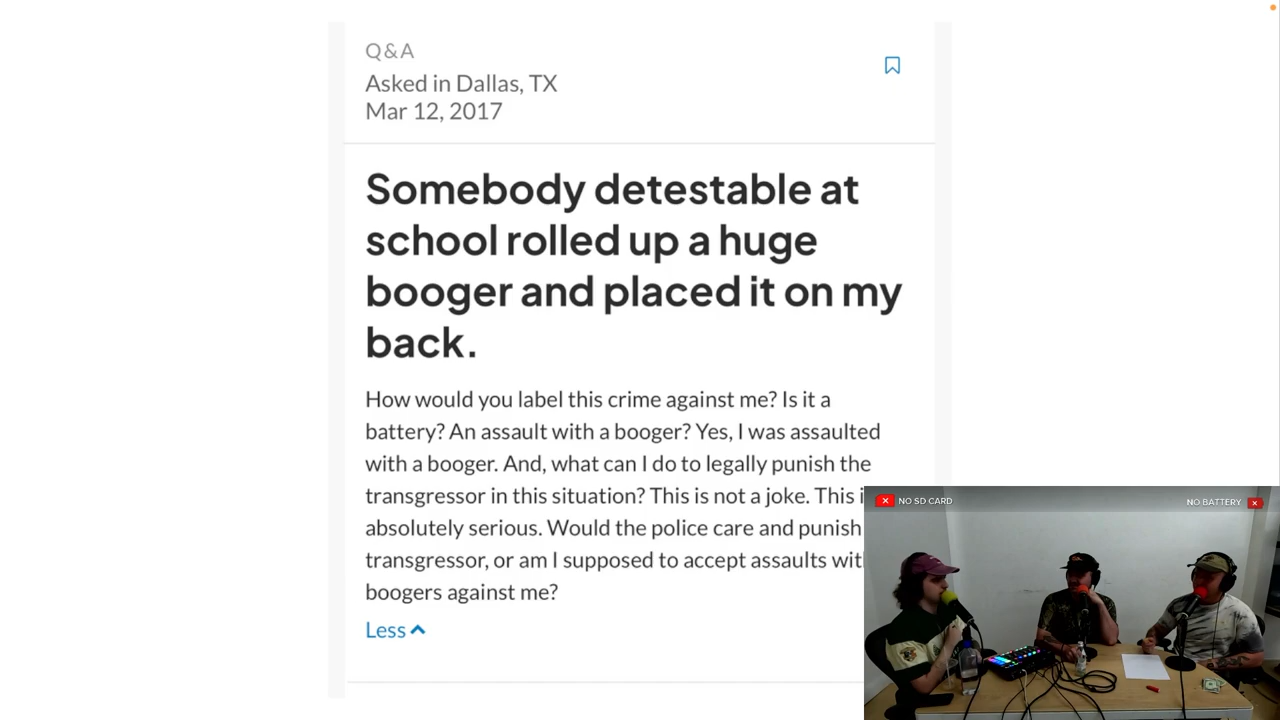 Q&A
Asked in Dallas, TX
Mar 12, 2017
Somebody detestable at
school rolled up a huge
booger and placed it on my
back.
How would you label this crime against me? Is it a
battery? An assault with a booger? Yes, I was assaulted
with a booger. And, what can I do to legally punish the
transgressor in this situation? This is not a joke. This i
absolutely serious. Would the police care and punish
transgressor, or am I supposed to accept assaults wit
boogers against me?
Less
NO SD CARD
NO BATTERY